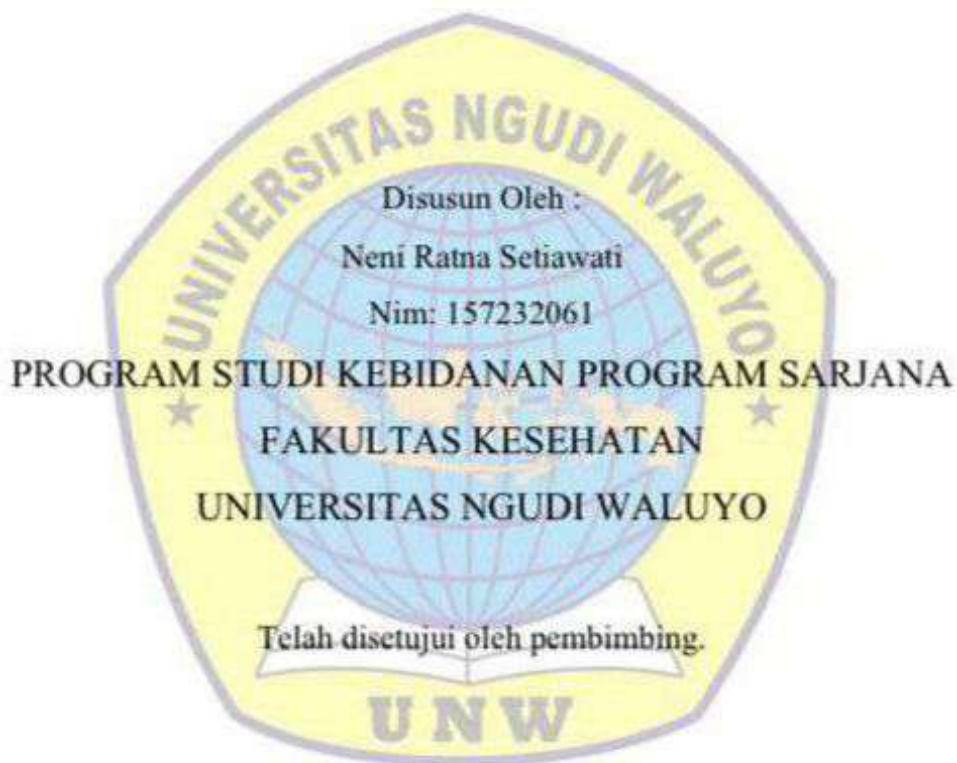 UNIVERSITAS NGUDI WALUYO
Disusun Oleh :
Neni Ratna Setiawati
Nim: 157232061
PROGRAM STUDI KEBIDANAN PROGRAM SARJANA
FAKULTAS KESEHATAN
UNIVERSITAS NGUDI WALUYO
Telah disetujui oleh pembimbing.
UNW